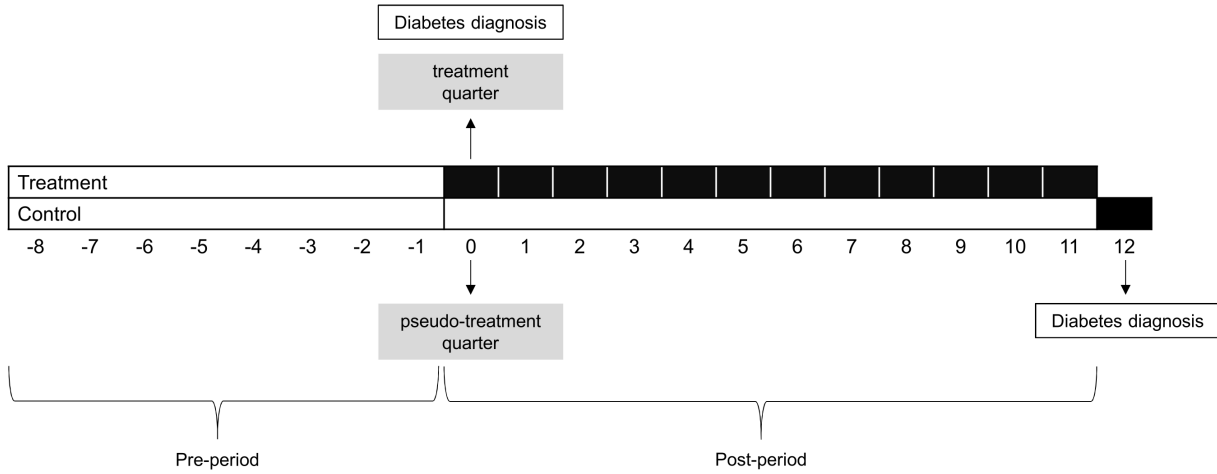 Diabetes diagnosis
treatment
quarter
Treatment
Control
-8 -7 -6 -5 -4 -3 -2 -1 0 1 2 3 4 5 6 7 8 9 10 11 12
pseudo-treatment
quarter
Diabetes diagnosis
Pre-period
Post-period